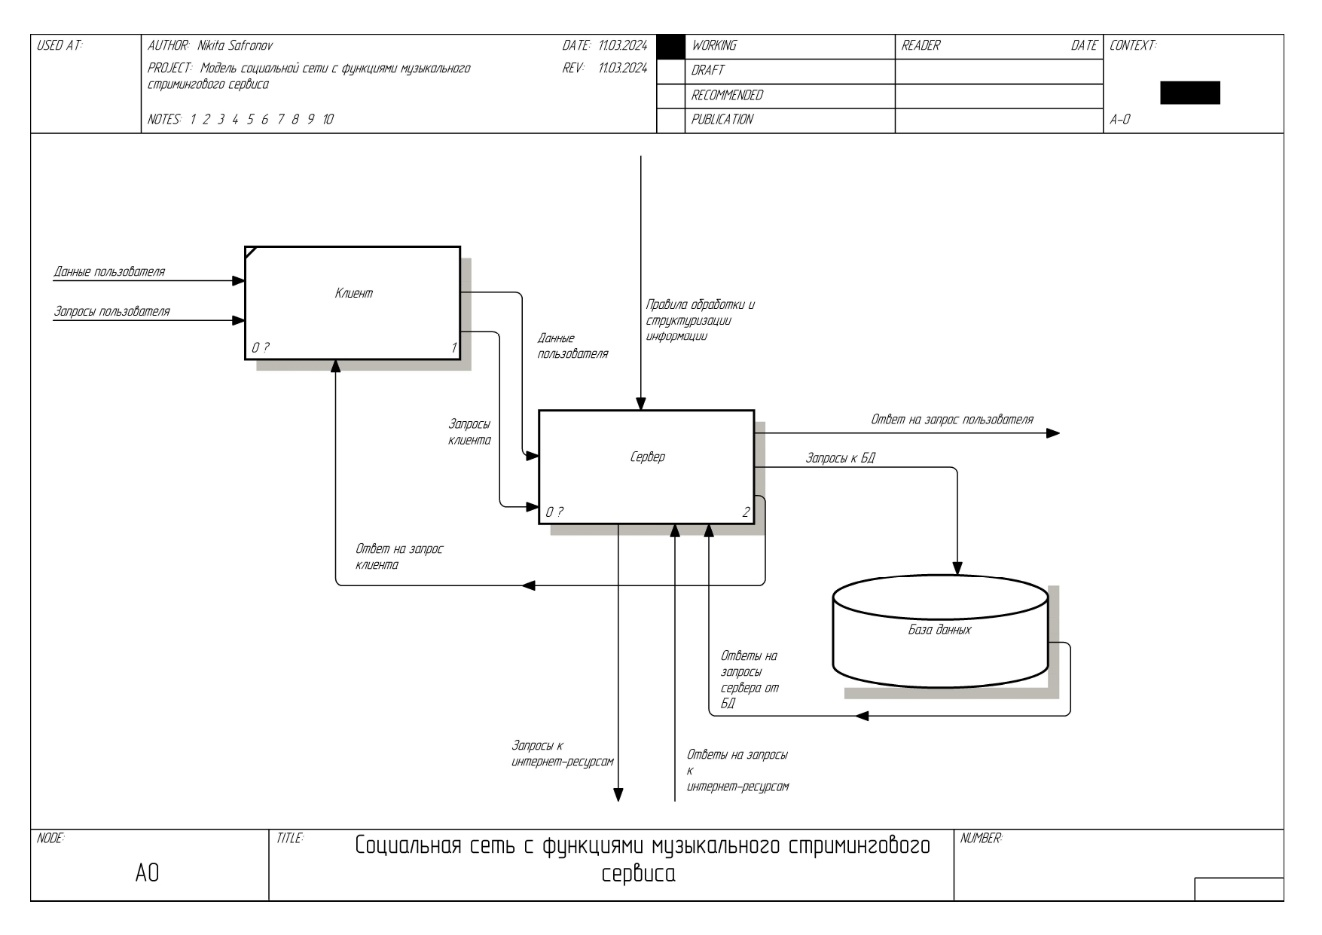 USED AT:
AUTHOR: Nikita Safronov
DATE: 11.03.2024
PROJECT: Модель социальной сети с функциями музыкального
стримингового сервиса
REV: 11.03.2024
NOTES: 1 2 3 4 5 6 7 8 9 10
WORKING
DRAFT
RECOMMENDED
PUBLICATION
READER
DATE
CONTEXT:
A-0
Данные пользователя
Запросы пользователя
Клиент
0 ?
1
Данные
пользователя
Запросы
клиента
Правила обработки и
структуризации
информации
Сервер
0 ?
2
Ответ на запрос пользователя
Запросы к БД
Ответ на запрос
клиента
База данных
Ответы на
запросы
сервера от
БД
Запросы к
интернет-ресурсам
Ответы на запросы
к
интернет-ресурсам
NODE:
A0
TITLE:
Социальная сеть с функциями музыкального стримингового
сервиса
NUMBER: